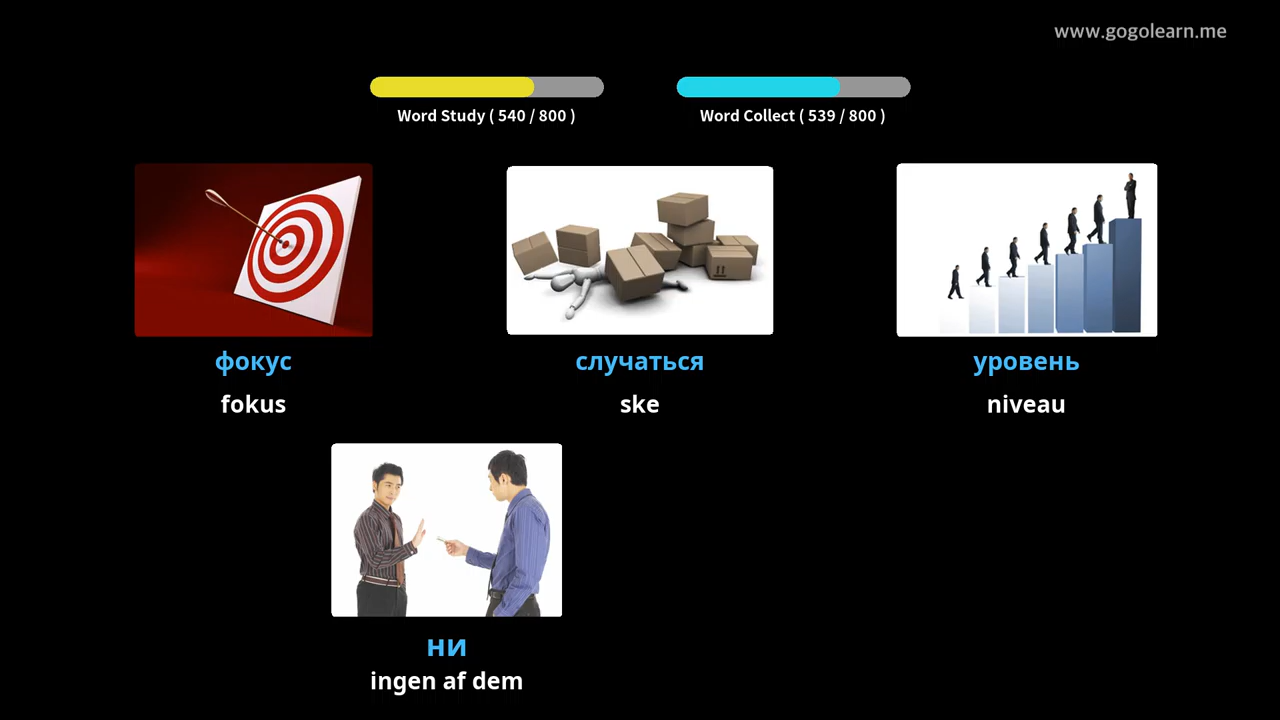 www.gogolearn.me
Word Study ( 540 / 800 )
Word Collect ( 539 / 800 )
фокус
случаться
уровень
fokus
ske
niveau
ни
ingen af dem